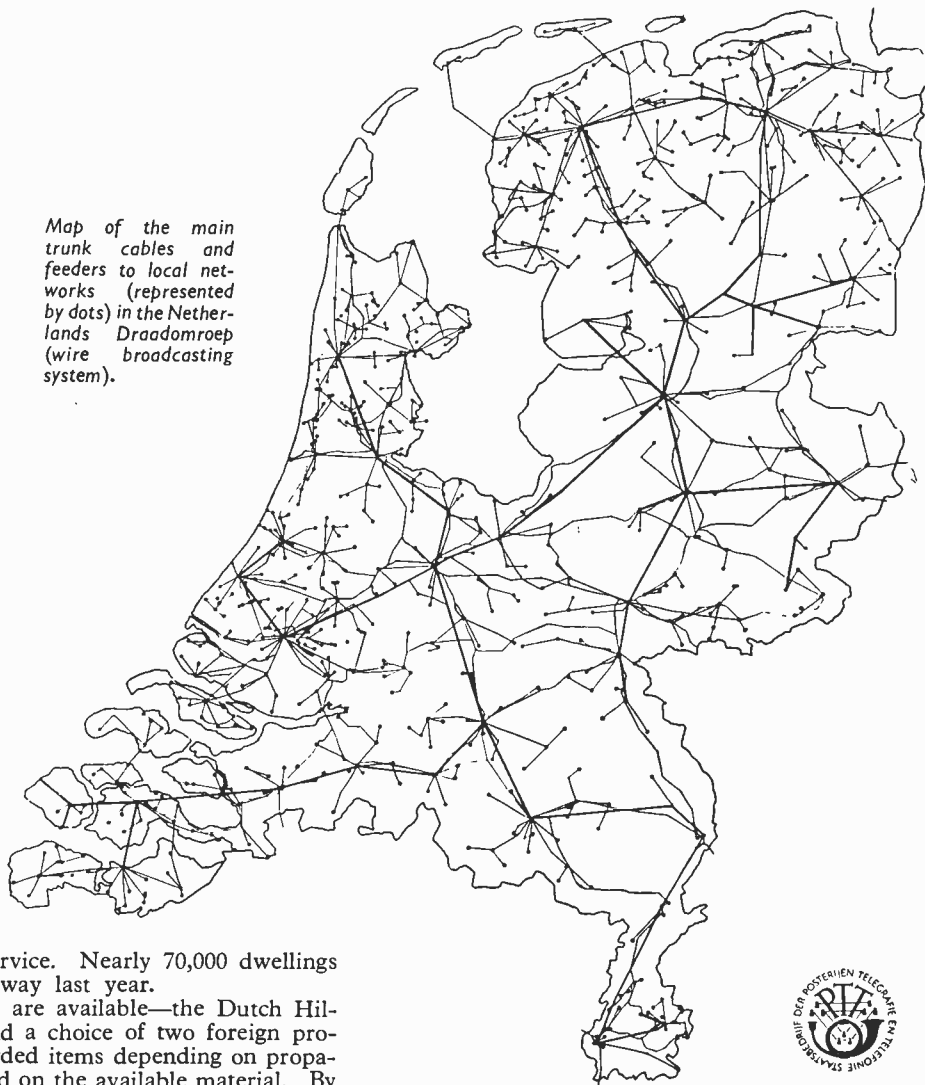 Map of the main
trunk cables and
feeders to local net-
works (represented
by dots) in the Nether-
lands Draadomroep
(wire broadcasting
system).
rvice. Nearly 70,000 dwellings
way last year.
are available—the Dutch Hil-
d a choice of two foreign pro-
ded items depending on propa-
d on the available material. By
STAATSBEDRIJF DER POSTERIJEN TELEGRAFIE EN TELEFONIE
PTT